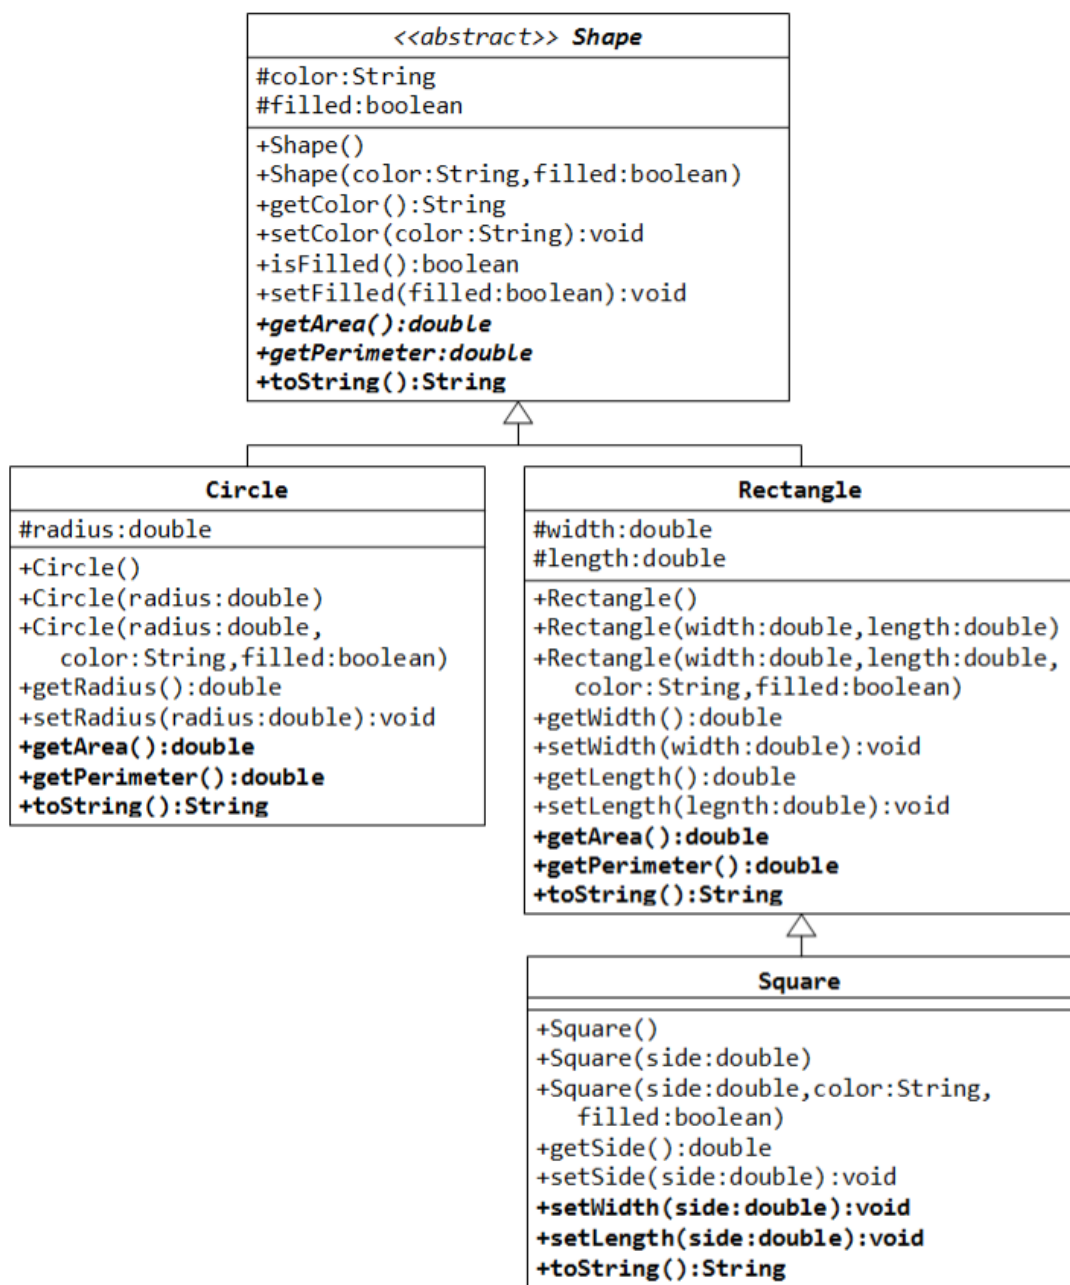 <<abstract>> Shape
#color:String
#filled:boolean
+Shape()
+Shape(color:String,filled:boolean)
+getColor():String
+setColor(color:String):void
+isFilled():boolean
+setFilled(filled:boolean):void
+getArea():double
+getPerimeter:double
+toString():String
Circle
#radius:double
+Circle()
+Circle(radius:double)
+Circle(radius:double,
color:String,filled:boolean)
+getRadius():double
+setRadius(radius:double):void
+getArea():double
+getPerimeter():double
+toString():String
Rectangle
#width:double
#length:double
+Rectangle()
+Rectangle(width:double,length:double)
+Rectangle(width:double,length:double,
color:String,filled:boolean)
+getWidth():double
+setWidth(width:double):void
+getLength():double
+setLength(legnth:double):void
+getArea():double
+getPerimeter():double
+toString():String
Square
+Square()
+Square(side:double)
+Square(side:double,color:String,
filled:boolean)
+getSide():double
+setSide(side:double):void
+setWidth(side:double):void
+setLength(side:double):void
+toString():String